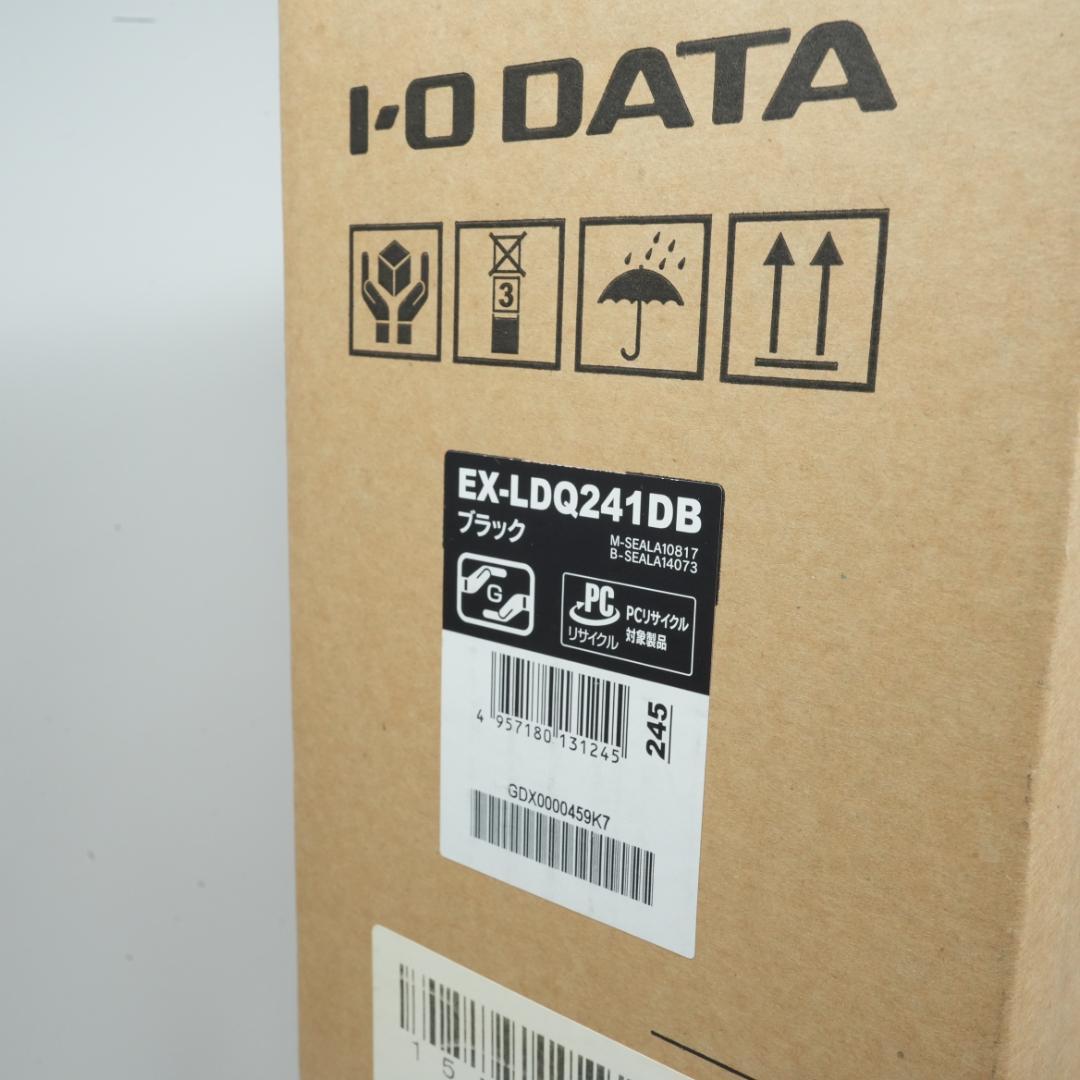 I-O DATA
3
EX-LDQ241DB
ブラック
M-SEALA10817
B-SEALA14073
G
PC
リサイクル
PCリサイクル
対象製品
4 957180 131245
245
GDX0000459K7
15